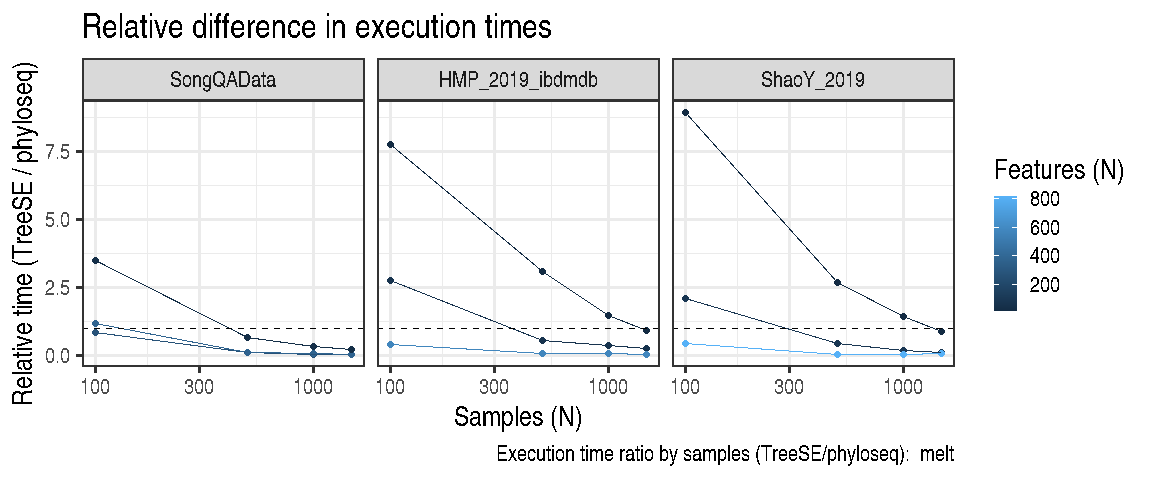 Relative difference in execution times
SongQAData
HMP_2019_ibdmdb
ShaoY_2019
Relative time (TreeSE / phyloseq)
7.5
5.0
2.5
0.0
100
300
1000
100
300
1000
100
300
1000
Samples (N)
Features (N)
800
600
400
200
Execution time ratio by samples (TreeSE/phyloseq): melt